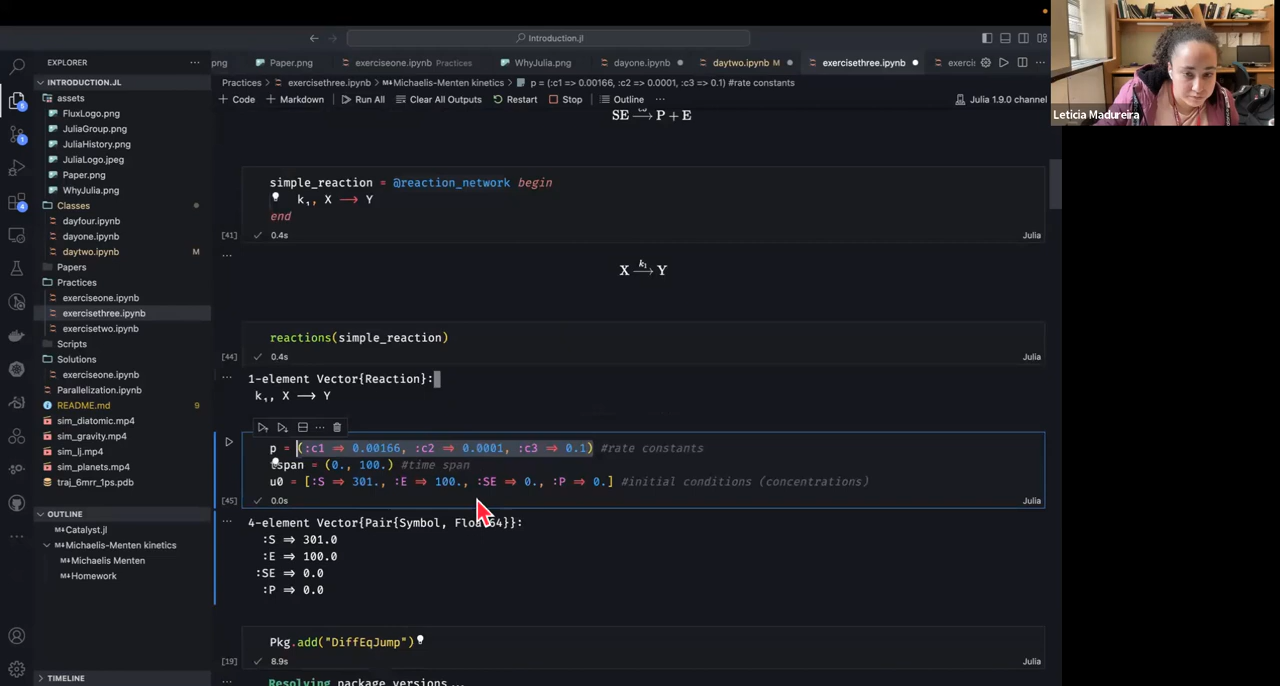 Introduction.jl
EXPLORER
png
Paper.png
exerciseone.ipynb Practices
WhyJulia.png
dayone.ipynb
daytwo.ipynb M
exercisethree.ipynb
exerci
Practices > exercisethree.ipynb > Michaelis-Menten kinetics > p = (:c1 => 0.00166, :c2 => 0.0001, :c3 => 0.1) #rate constants
+ Code + Markdown Run All Clear All Outputs Restart Stop Outline ...
Julia 1.9.0 channel
Leticia Madureira
INTRODUCTION.JL
assets
FluxLogo.png
JuliaGroup.png
JuliaHistory.png
JuliaLogo.jpeg
Paper.png
WhyJulia.png
Classes
dayfour.ipynb
dayone.ipynb
daytwo.ipynb M
Papers
Practices
exerciseone.ipynb
exercisethree.ipynb
exercisetwo.ipynb
Scripts
Solutions
exerciseone.ipynb
Parallelization.ipynb
README.md 9
sim_diatomic.mp4
sim_gravity.mp4
sim_lj.mp4
sim_planets.mp4
traj_6mrr_1ps.pdb
OUTLINE
Catalyst.jl
Michaelis-Menten kinetics
Michaelis Menten
Homework
TIMELINE
5
1
4
SE ⟶ P + E
simple_reaction = @reaction_network begin
k₁, X ⟶ Y
end
[41] ✓ 0.4s Julia
X k₁⟶ Y
reactions(simple_reaction)
[44] ✓ 0.4s Julia
1-element Vector{Reaction}:
k₁, X ⟶ Y
p = (:c1 => 0.00166, :c2 => 0.0001, :c3 => 0.1) #rate constants
tspan = (0., 100.) #time span
u0 = [:S => 301., :E => 100., :SE => 0., :P => 0.] #initial conditions (concentrations)
[45] ✓ 0.0s Julia
4-element Vector{Pair{Symbol, Float64}}:
:S => 301.0
:E => 100.0
:SE => 0.0
:P => 0.0
Pkg.add("DiffEqJump")
[19] ✓ 8.9s Julia
Resolving package versions...